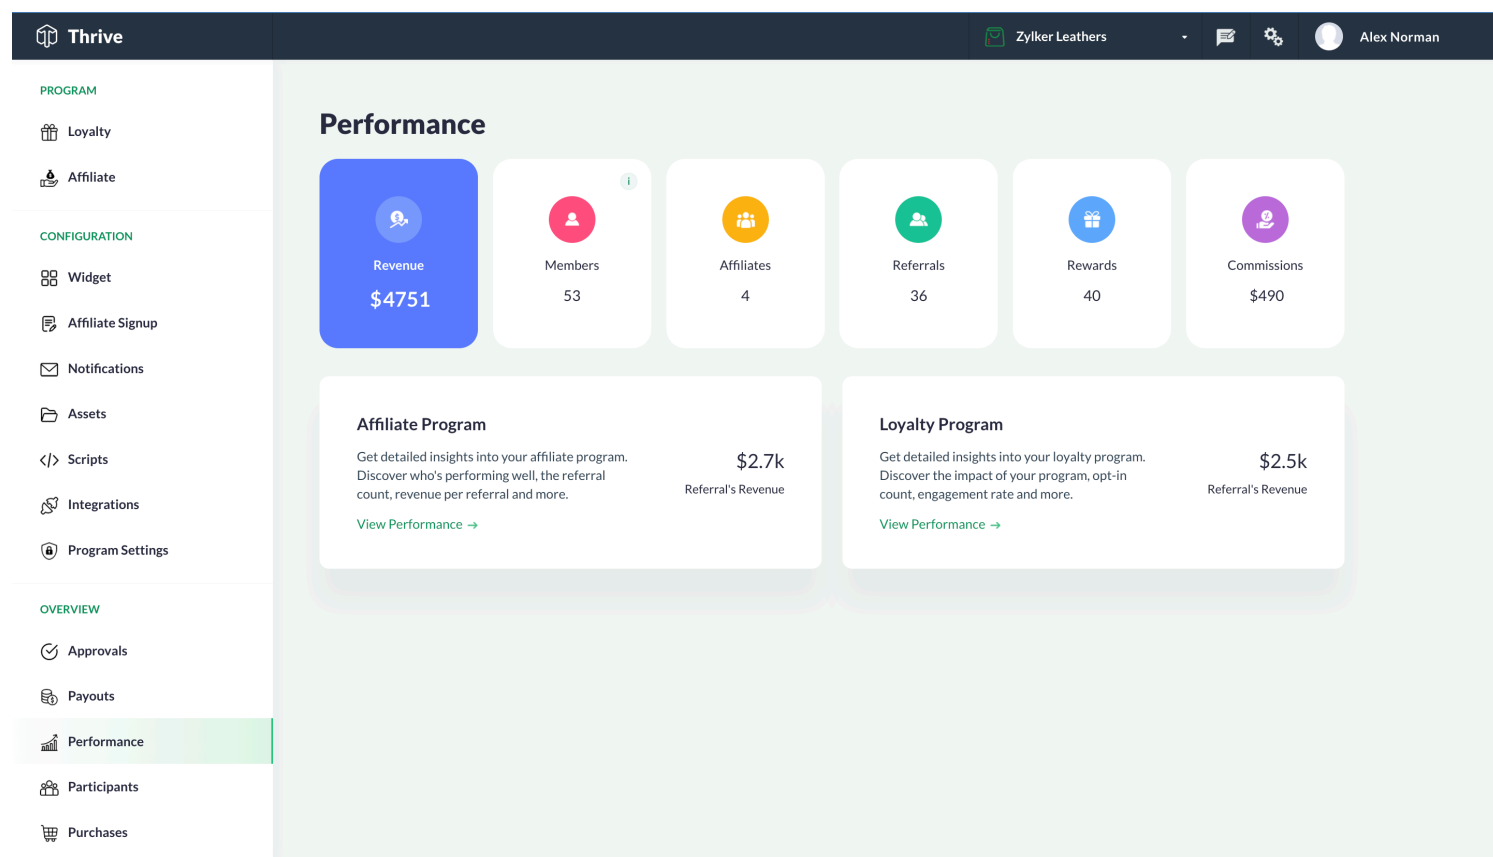 Thrive
Zylker Leathers
Alex Norman
PROGRAM
Loyalty
Affiliate
CONFIGURATION
Widget
Affiliate Signup
Notifications
Assets
Scripts
Integrations
Program Settings
OVERVIEW
Approvals
Payouts
Performance
Participants
Purchases
Performance
Revenue
$4751
i
Members
53
Affiliates
4
Referrals
36
Rewards
40
Commissions
$490
Affiliate Program
Get detailed insights into your affiliate program.
Discover who's performing well, the referral
count, revenue per referral and more.
View Performance →
$2.7k
Referral's Revenue
Loyalty Program
Get detailed insights into your loyalty program.
Discover the impact of your program, opt-in
count, engagement rate and more.
View Performance →
$2.5k
Referral's Revenue